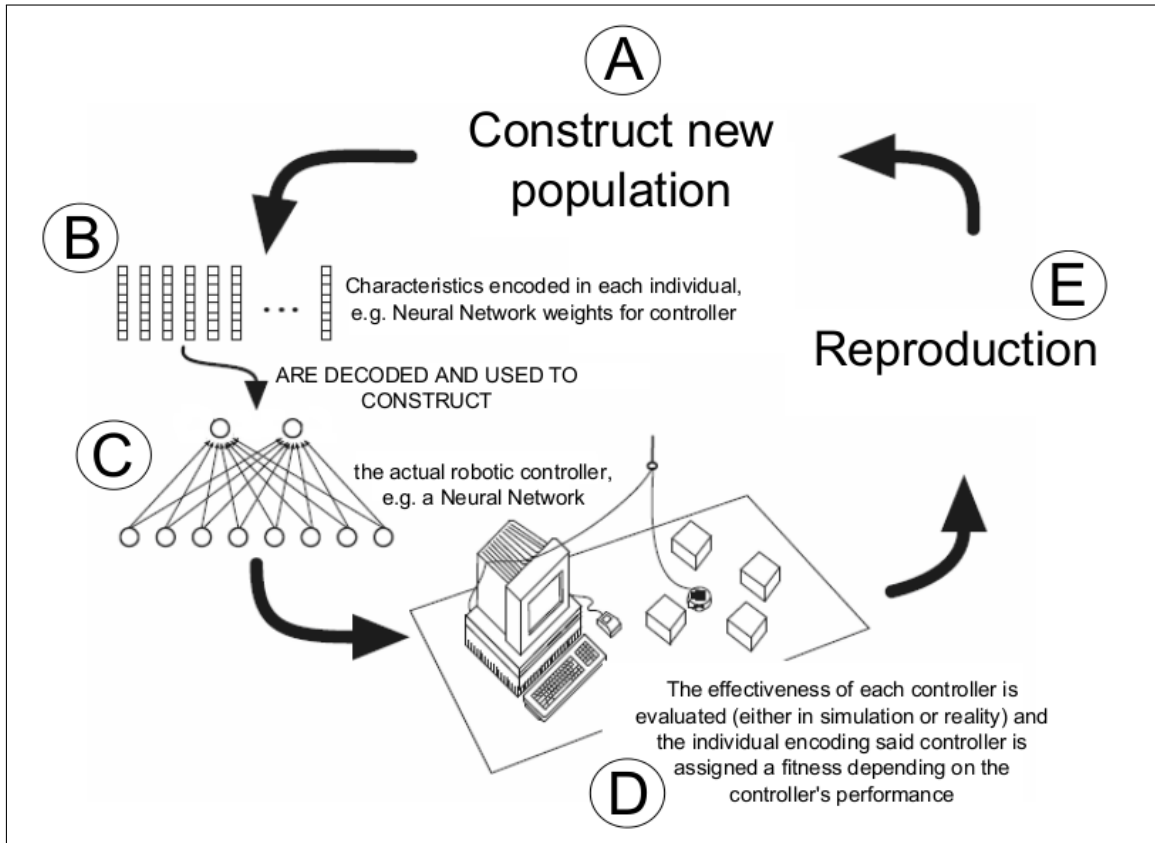 A
Construct new
population
B
Characteristics encoded in each individual,
e.g. Neural Network weights for controller
E
Reproduction
ARE DECODED AND USED TO
CONSTRUCT
C
the actual robotic controller,
e.g. a Neural Network
The effectiveness of each controller is
evaluated (either in simulation or reality) and
the individual encoding said controller is
assigned a fitness depending on the
controller's performance
D